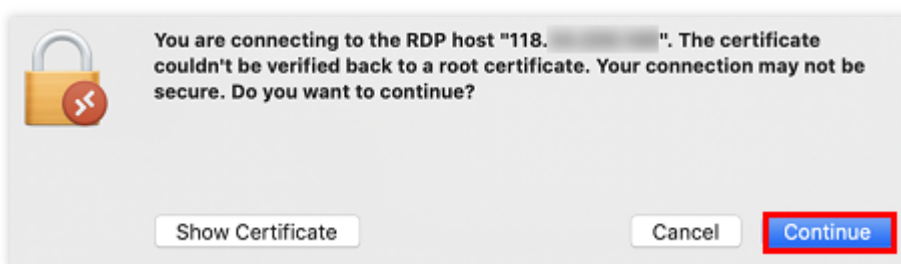 You are connecting to the RDP host "118. ". The certificate
couldn't be verified back to a root certificate. Your connection may not be
secure. Do you want to continue?
Show Certificate
Cancel
Continue